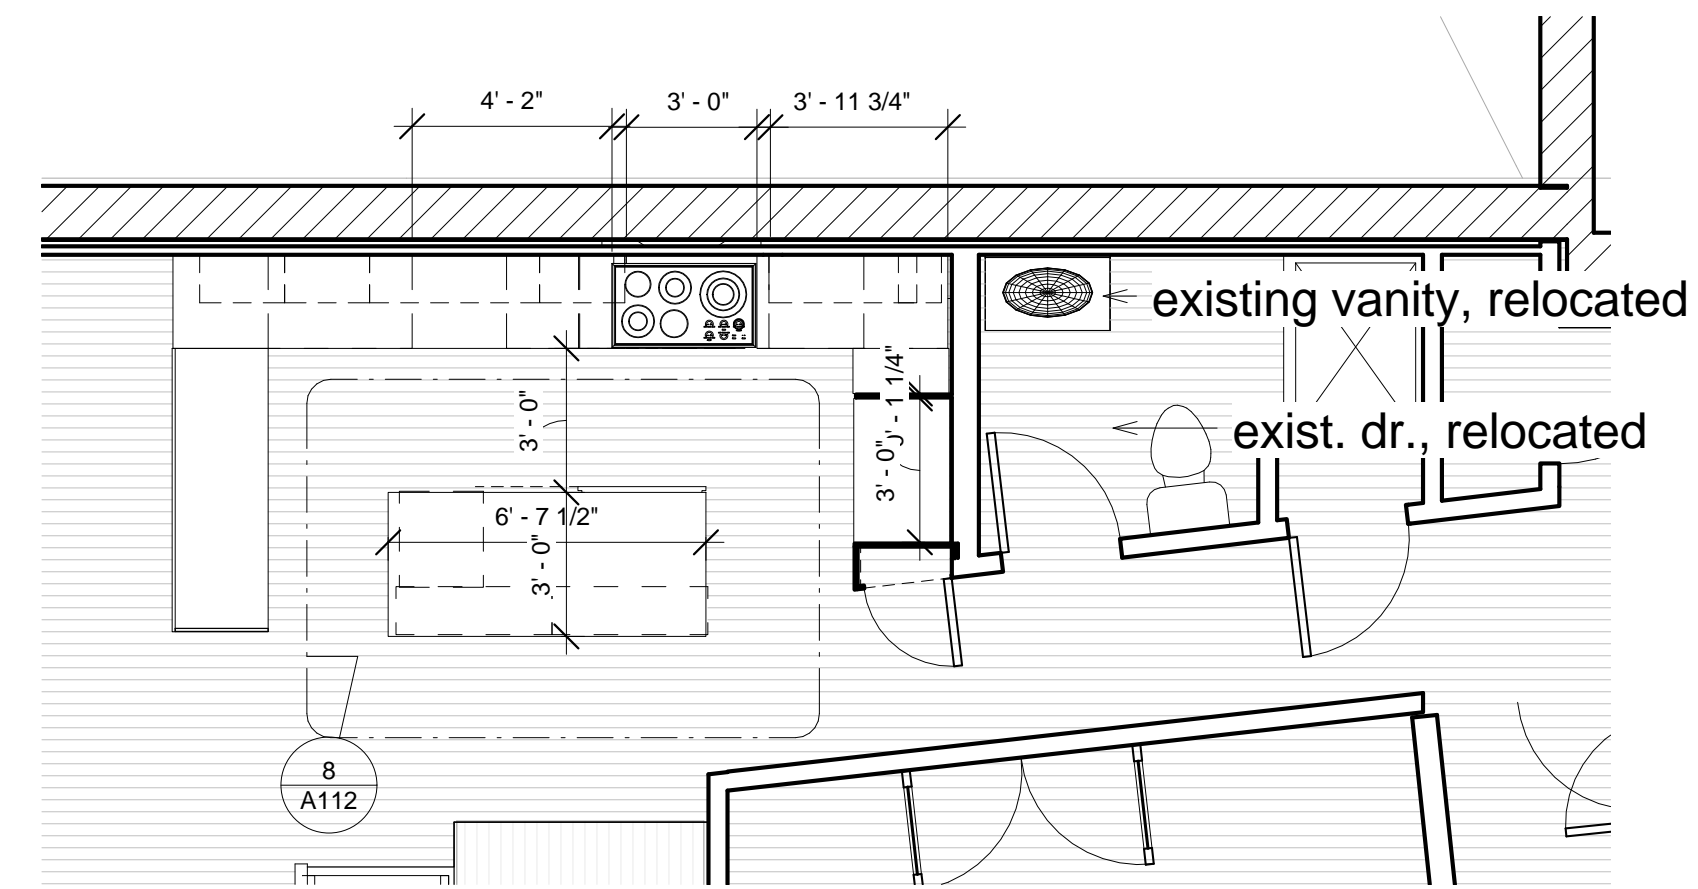 4' - 2"
3' - 0"
3' - 11 3/4"
existing vanity, relocated
1 1/4"
3' - 0"
exist. dr., relocated
3' - 0"
6' - 7 1/2"
3' - 0"
8
A112